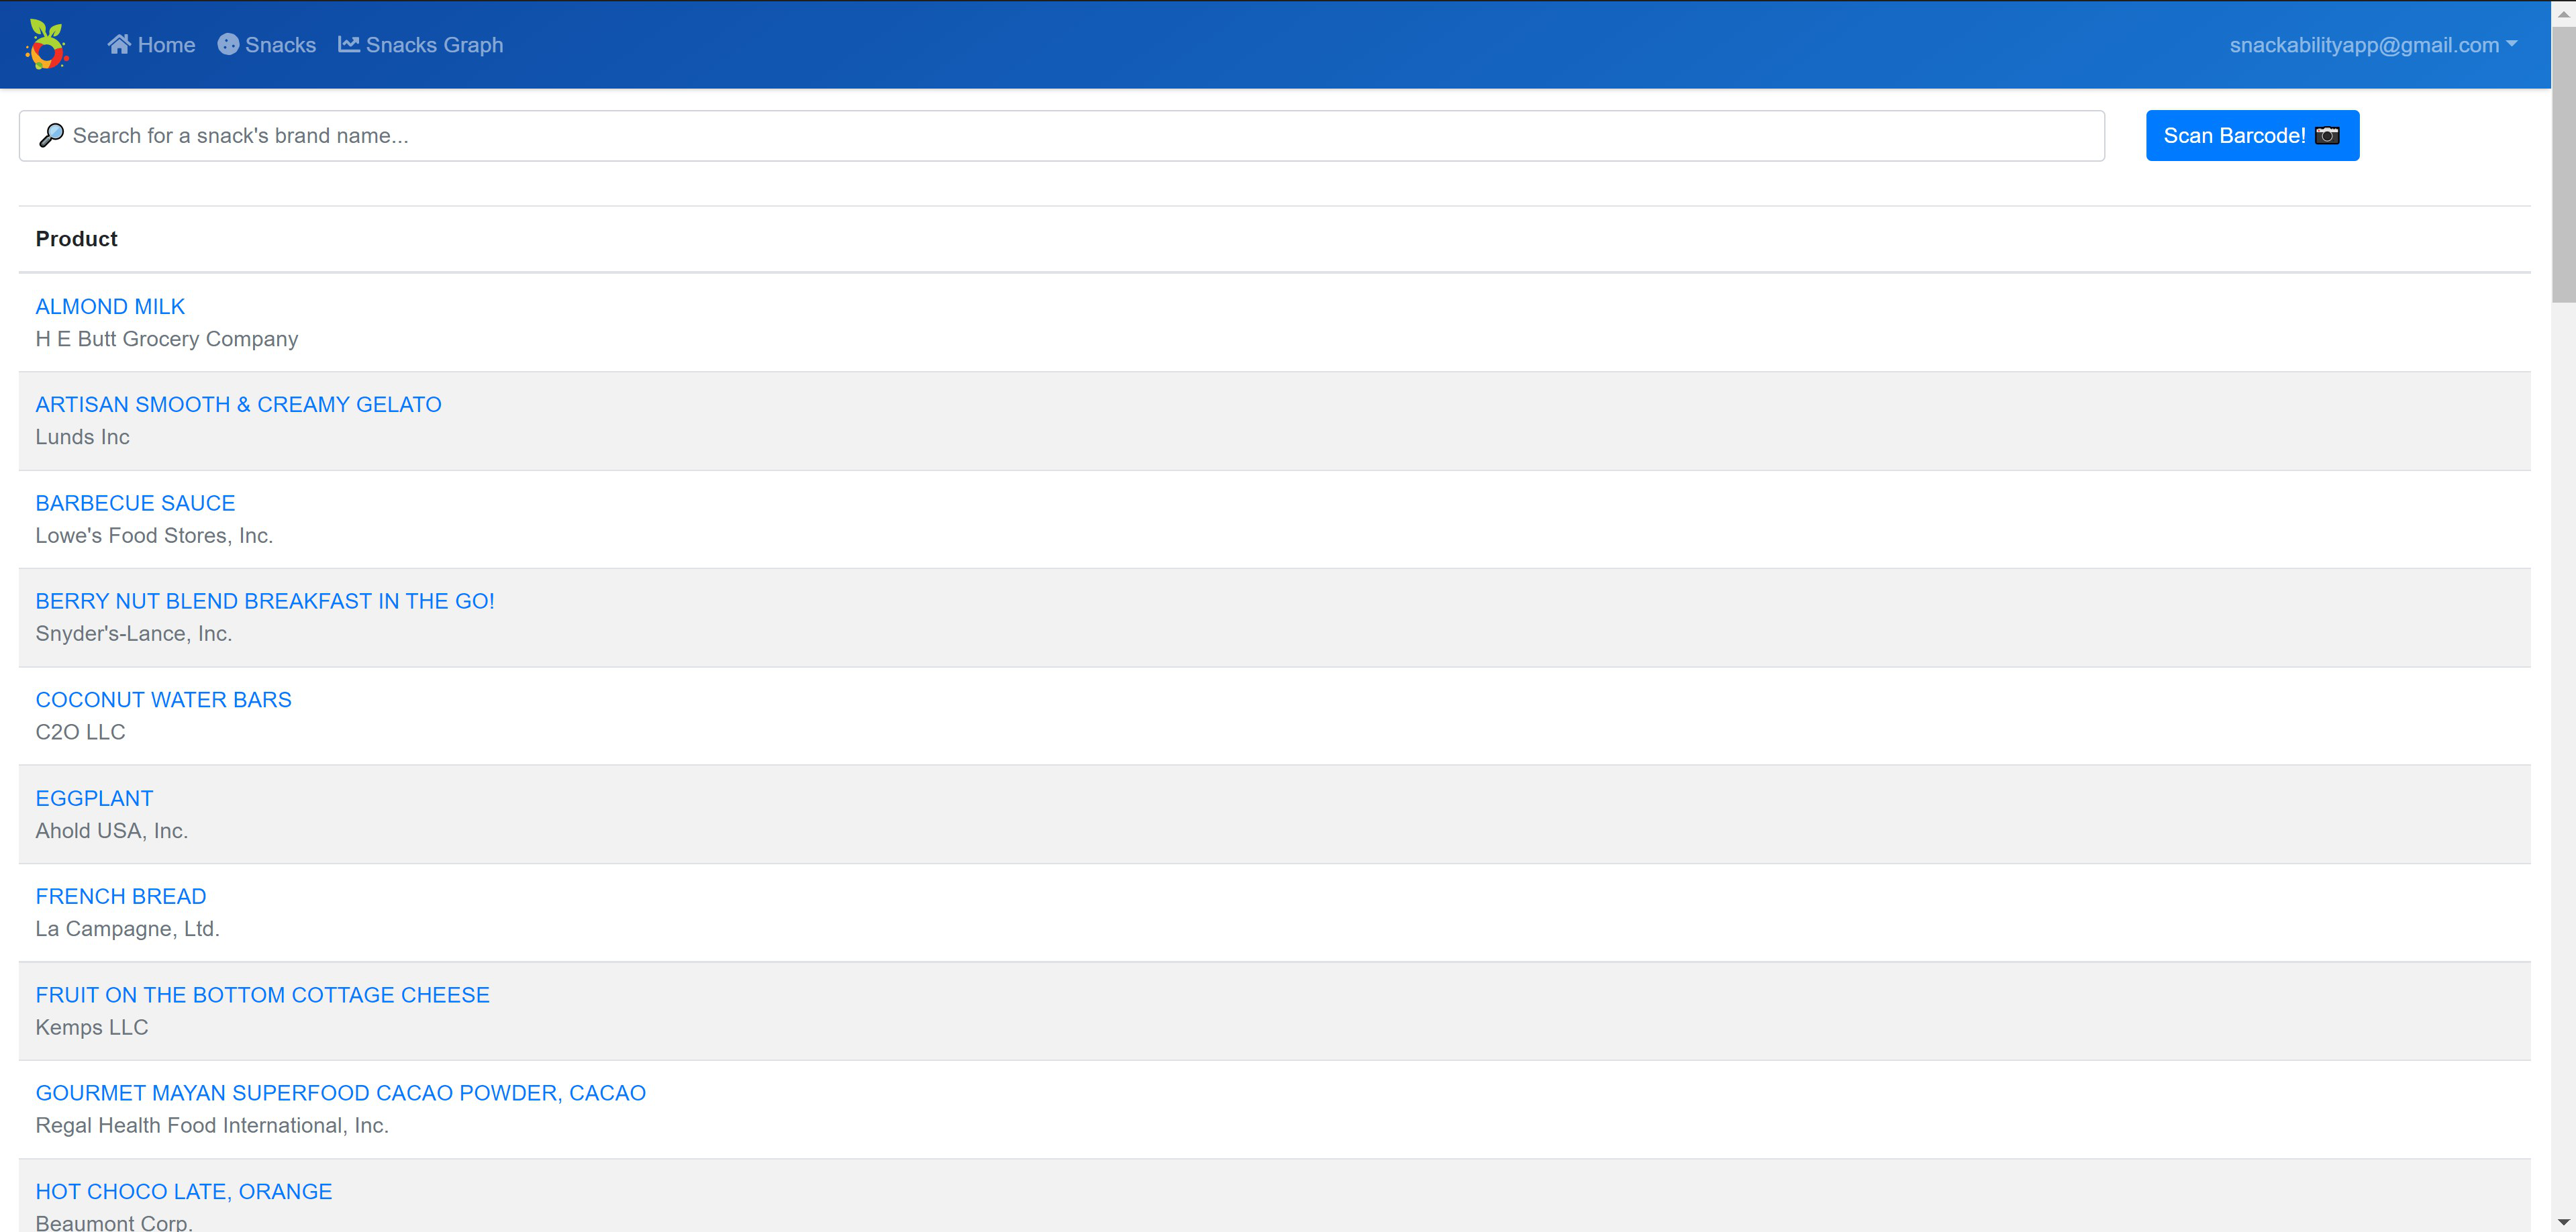 Home Snacks Snacks Graph snackabilityapp@gmail.com
Search for a snack's brand name... Scan Barcode!
Product
ALMOND MILK
H E Butt Grocery Company
ARTISAN SMOOTH & CREAMY GELATO
Lunds Inc
BARBECUE SAUCE
Lowe's Food Stores, Inc.
BERRY NUT BLEND BREAKFAST IN THE GO!
Snyder's-Lance, Inc.
COCONUT WATER BARS
C2O LLC
EGGPLANT
Ahold USA, Inc.
FRENCH BREAD
La Campagne, Ltd.
FRUIT ON THE BOTTOM COTTAGE CHEESE
Kemps LLC
GOURMET MAYAN SUPERFOOD CACAO POWDER, CACAO
Regal Health Food International, Inc.
HOT CHOCO LATE, ORANGE
Beaumont Corp.